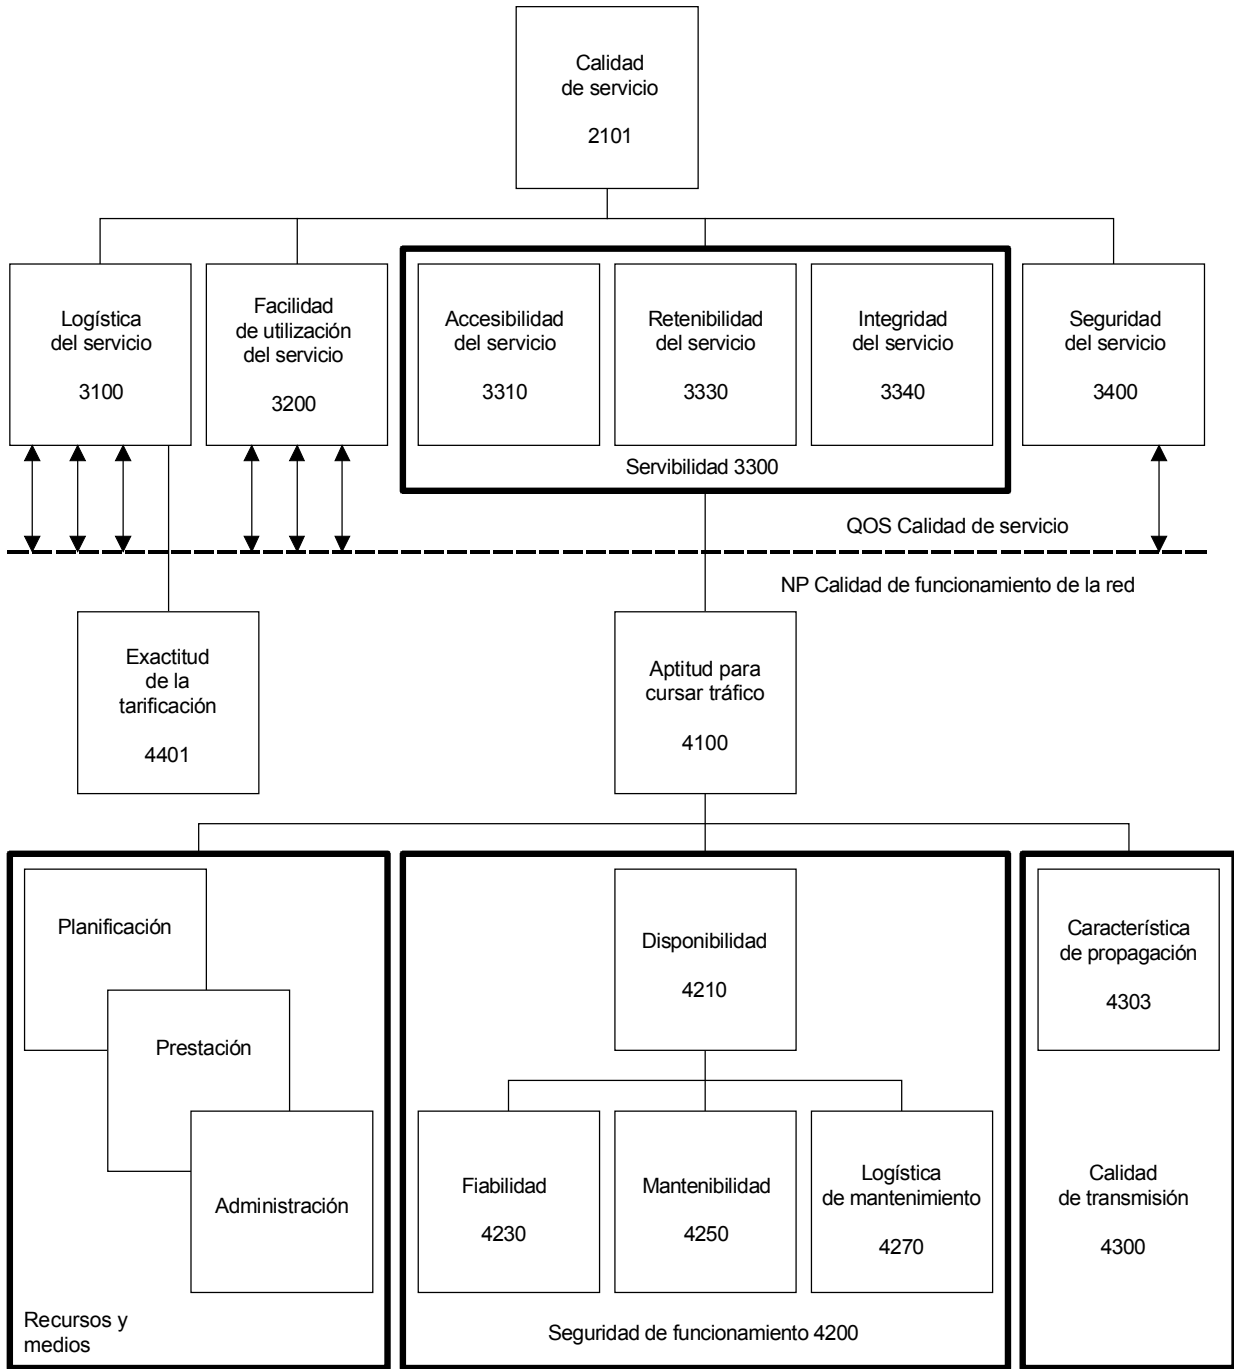 Calidad
de servicio
2101
Logística
del servicio
3100
Facilidad
de utilización
del servicio
3200
Accesibilidad
del servicio
3310
Retenibilidad
del servicio
3330
Integridad
del servicio
3340
Seguridad
del servicio
3400
Servibilidad 3300
QOS Calidad de servicio
NP Calidad de funcionamiento de la red
Exactitud
de la
tarificación
4401
Aptitud para
cursar tráfico
4100
Planificación
Prestación
Administración
Recursos y
medios
Disponibilidad
4210
Fiabilidad
4230
Mantenibilidad
4250
Logística
de mantenimiento
4270
Seguridad de funcionamiento 4200
Característica
de propagación
4303
Calidad
de transmisión
4300